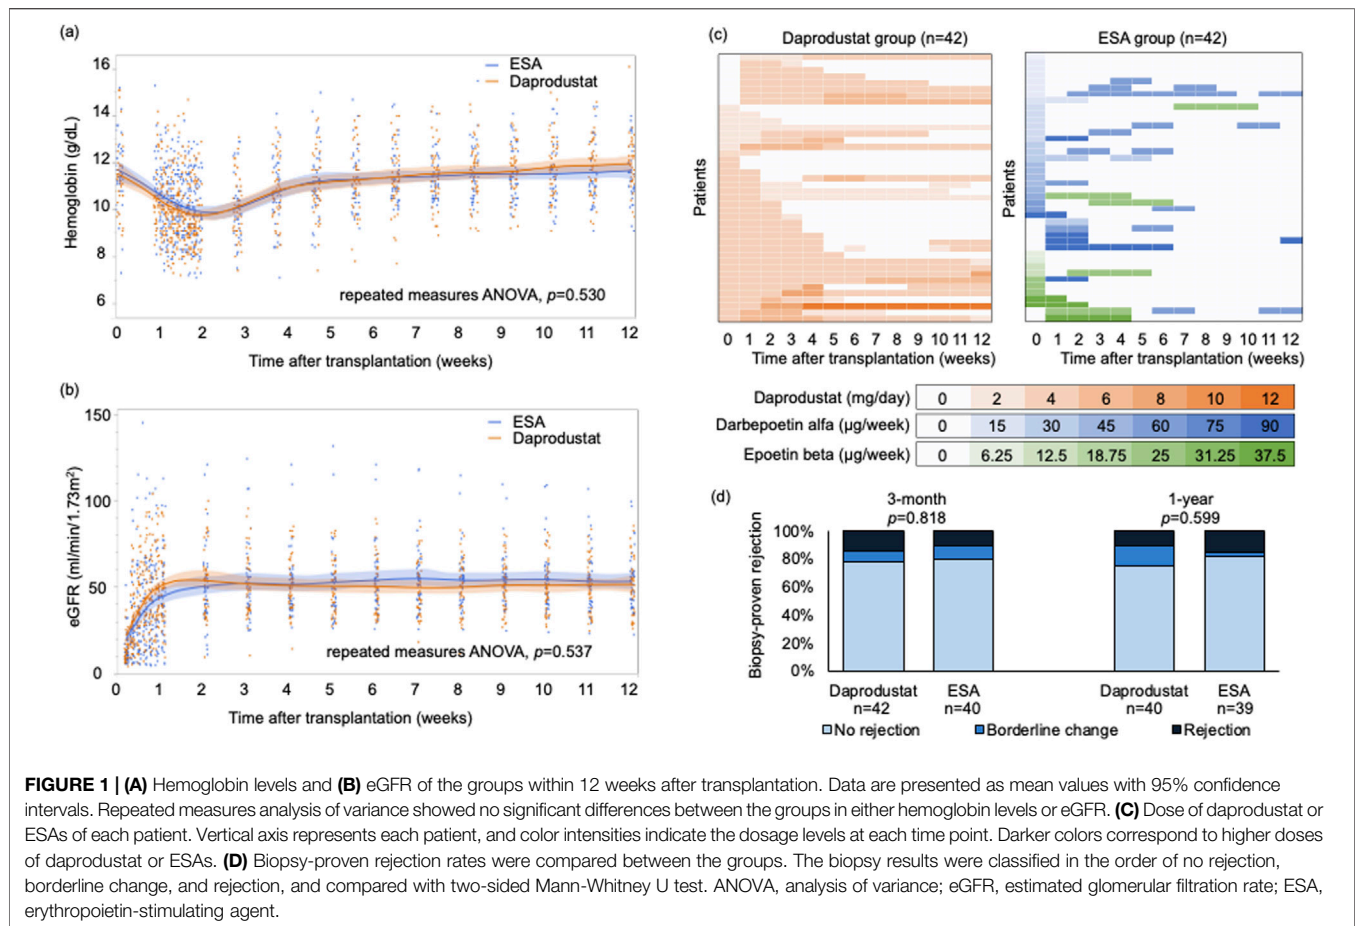 (a)
ESA
Daprodustat
Hemoglobin (g/dL)
16
14
12
10
8
6
repeated measures ANOVA, p=0.530
0 1 2 3 4 5 6 7 8 9 10 11 12
Time after transplantation (weeks)
(b)
ESA
Daprodustat
eGFR (ml/min/1.73m²)
150
100
50
0
repeated measures ANOVA, p=0.537
0 1 2 3 4 5 6 7 8 9 10 11 12
Time after transplantation (weeks)
(c)
Daprodustat group (n=42)
ESA group (n=42)
Patients
Patients
0 1 2 3 4 5 6 7 8 9 10 11 12
0 1 2 3 4 5 6 7 8 9 10 11 12
Time after transplantation (weeks)
Time after transplantation (weeks)
Daprodustat (mg/day) 0 2 4 6 8 10 12
Darbepoetin alfa (µg/week) 0 15 30 45 60 75 90
Epoetin beta (µg/week) 0 6.25 12.5 18.75 25 31.25 37.5
(d)
3-month
p=0.818
1-year
p=0.599
Biopsy-proven rejection
100%
80%
60%
40%
20%
0%
Daprodustat
n=42
ESA
n=40
Daprodustat
n=40
ESA
n=39
No rejection
Borderline change
Rejection
FIGURE 1 | (A) Hemoglobin levels and (B) eGFR of the groups within 12 weeks after transplantation. Data are presented as mean values with 95% confidence
intervals. Repeated measures analysis of variance showed no significant differences between the groups in either hemoglobin levels or eGFR. (C) Dose of daprodustat or
ESAs of each patient. Vertical axis represents each patient, and color intensities indicate the dosage levels at each time point. Darker colors correspond to higher doses
of daprodustat or ESAs. (D) Biopsy-proven rejection rates were compared between the groups. The biopsy results were classified in the order of no rejection,
borderline change, and rejection, and compared with two-sided Mann-Whitney U test. ANOVA, analysis of variance; eGFR, estimated glomerular filtration rate; ESA,
erythropoietin-stimulating agent.